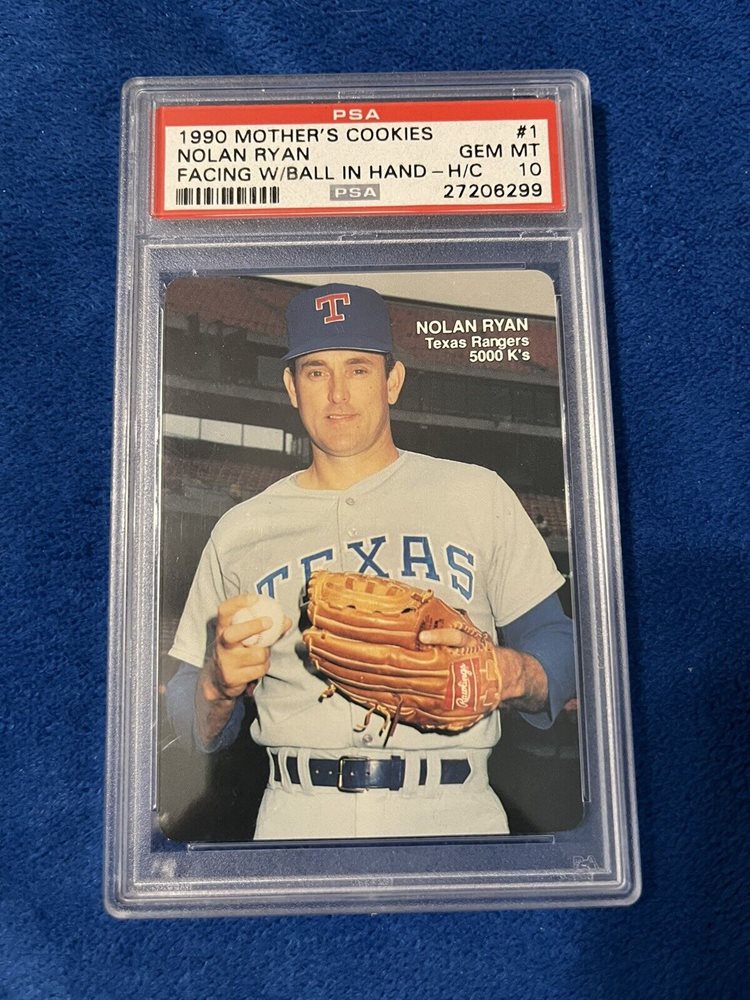 PSA
1990 MOTHER'S COOKIES #1
NOLAN RYAN GEM MT
FACING W/BALL IN HAND - H/C 10
PSA 27206299
T
NOLAN RYAN
Texas Rangers
5000 K's
TEXAS
Rawlings